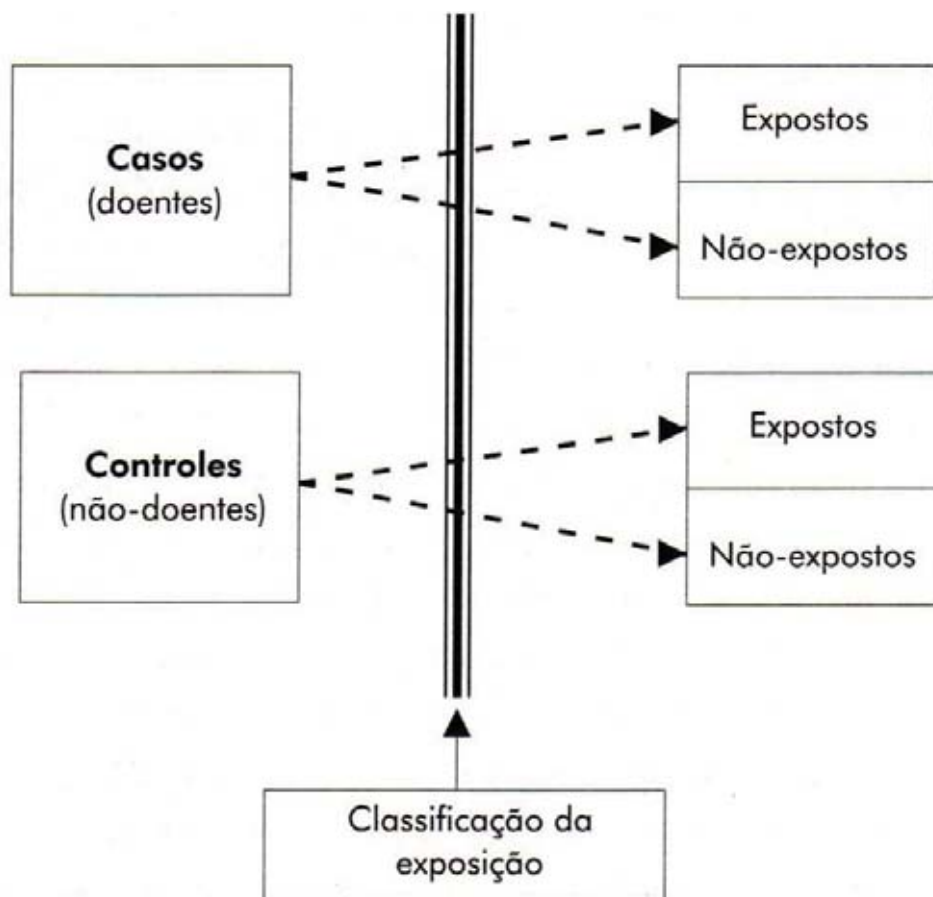 Casos
(doentes)
Expostos
Não-expostos
Controles
(não-doentes)
Expostos
Não-expostos
Classificação da
exposição